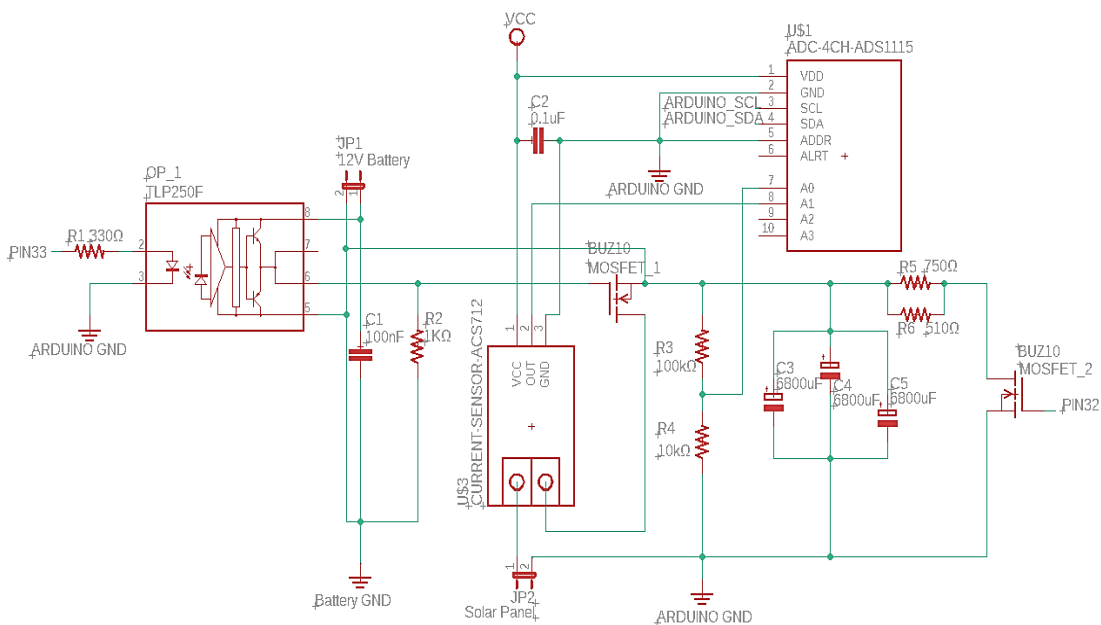 VCC
U$1
ADC-4CH-ADS1115
1 VDD
2 GND
ARDUINO_SCL 3 SCL
ARDUINO_SDA 4 SDA
5 ADDR
6 ALRT
7 A0
8 A1
9 A2
10 A3
C2
0.1uF
ARDUINO GND
JP1
12V Battery
2 1
OP_1
TLP250F
8
7
6
5
2
3
PIN33
R1 330Ω
ARDUINO GND
C1
100nF
R2
1KΩ
Battery GND
BUZ10
MOSFET_1
1 2 3
VCC
OUT
GND
U$3
CURRENT-SENSOR-ACS712
1 2
JP2
Solar Panel
R3
100kΩ
R4
10kΩ
ARDUINO GND
R5 750Ω
R6 510Ω
C3
6800uF
C4
6800uF
C5
6800uF
BUZ10
MOSFET_2
PIN32